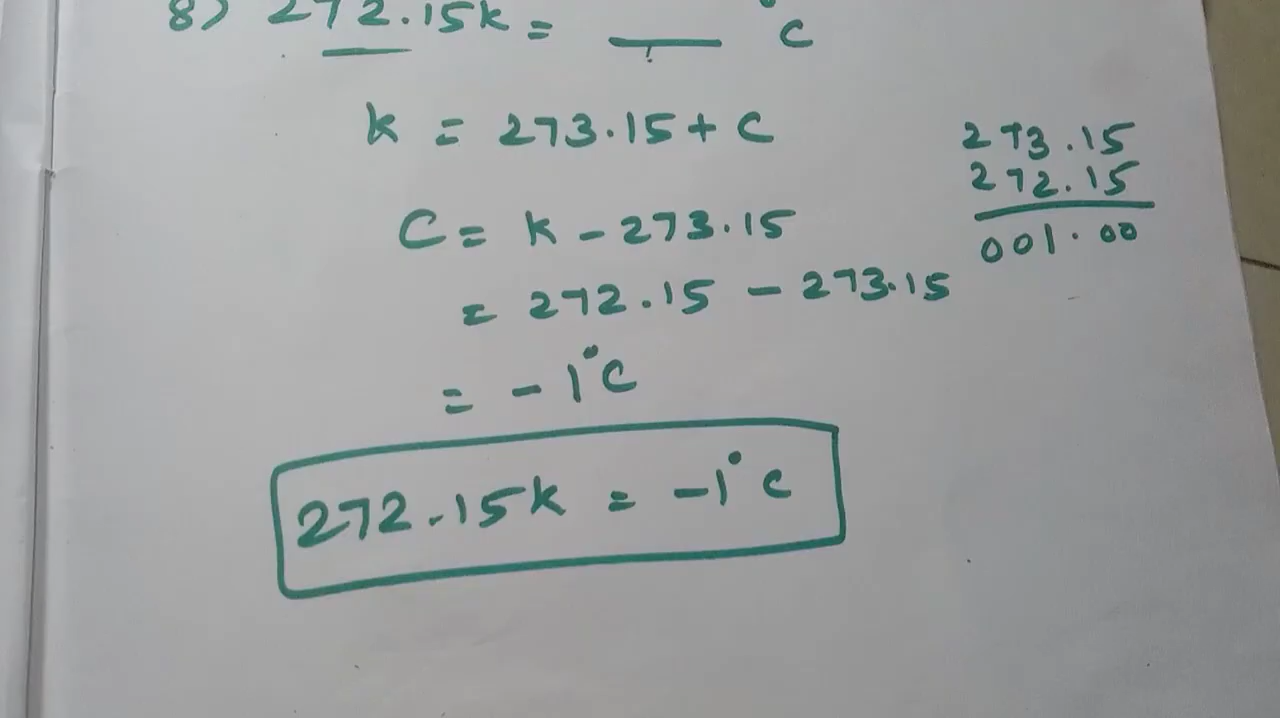 8) 272.15k = __ °c
k = 273.15 + c
c = k - 273.15
= 272.15 - 273.15
= -1°c
272.15k = -1°c
273.15
272.15
001.00